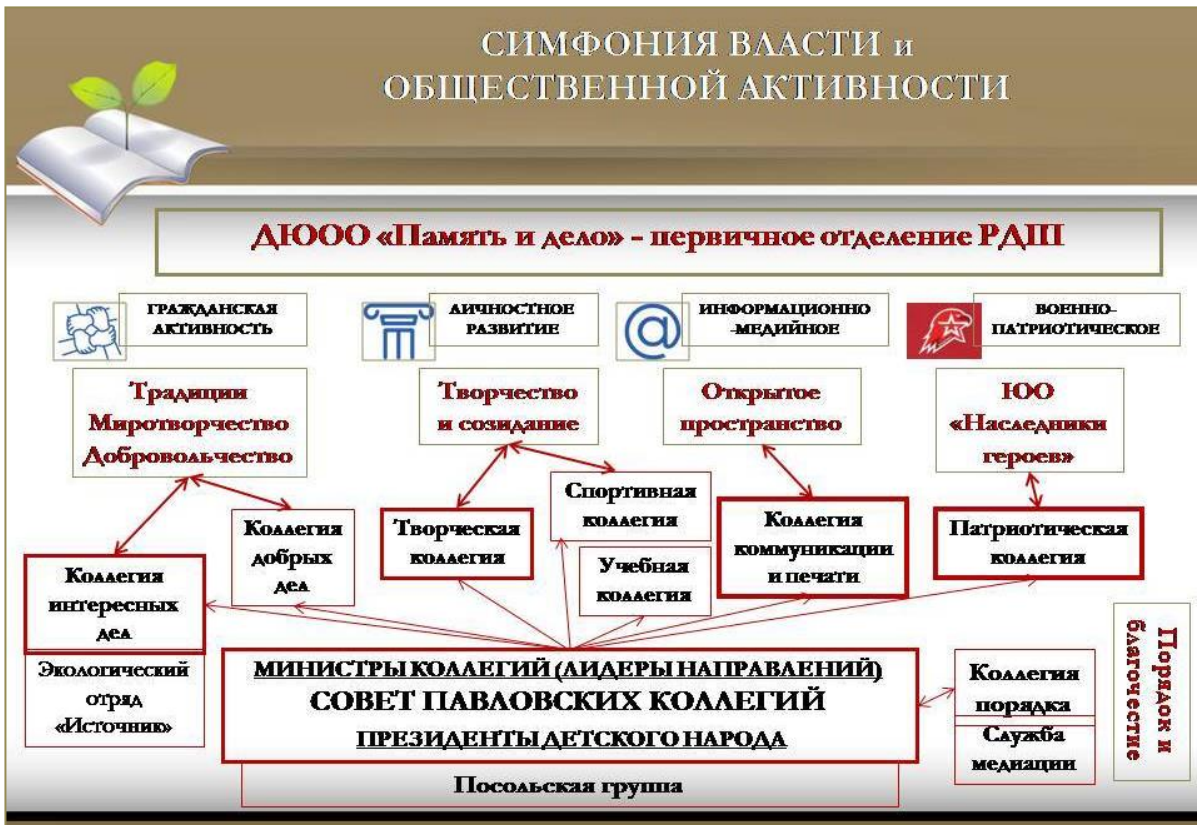 СИМФОНИЯ ВЛАСТИ и
ОБЩЕСТВЕННОЙ АКТИВНОСТИ
ДЮОО «Память и дело» - первичное отделение РДШ
ГРАЖДАНСКАЯ
АКТИВНОСТЬ
ЛИЧНОСТНОЕ
РАЗВИТИЕ
ИНФОРМАЦИОННО
-МЕДИЙНОЕ
ВОЕННО-
ПАТРИОТИЧЕСКОЕ
Традиции
Миротворчество
Добровольчество
Творчество
и созидание
Открытое
пространство
ЮО
«Наследники
героев»
Коллегия
интересных
дел
Коллегия
добрых
дел
Творческая
коллегия
Спортивная
коллегия
Учебная
коллегия
Коллегия
коммуникации
и печати
Патриотическая
коллегия
Экологический
отряд
«Источник»
МИНИСТРЫ КОЛЛЕГИЙ (ЛИДЕРЫ НАПРАВЛЕНИЙ)
СОВЕТ ПАВЛОВСКИХ КОЛЛЕГИЙ
ПРЕЗИДЕНТЫ ДЕТСКОГО НАРОДА
Посольская группа
Коллегия
порядка
Служба
медиации
Порядок и
благочестие